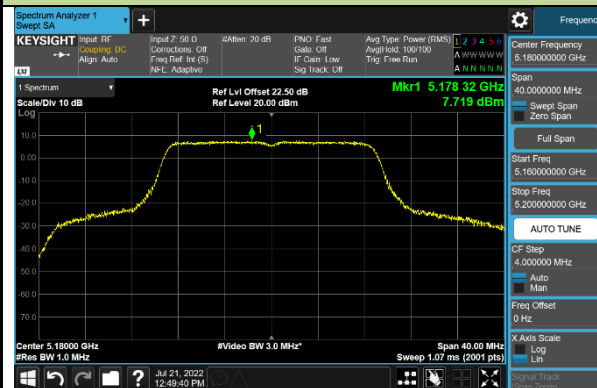 Spectrum Analyzer 1
Swept SA
+
Frequency
KEYSIGHT
Input: RF
Coupling: DC
Align: Auto
Input Z: 50 Ω
Corrections: Off
Freq Ref: Int (S)
NFE: Adaptive
#Atten: 20 dB
PNO: Fast
Gate: Off
IF Gain: Low
Sig Track: Off
Avg Type: Power (RMS)
Avg|Hold: 100/100
Trig: Free Run
1 2 3 4 5 6
A W W W W W
A N N N N N
LXI
1 Spectrum
Scale/Div 10 dB
Log
Ref Lvl Offset 22.50 dB
Ref Level 20.00 dBm
Mkr1 5.178 32 GHz
7.719 dBm
1
10.0
0.00
-10.0
-20.0
-30.0
-40.0
-50.0
-60.0
-70.0
Center 5.18000 GHz
#Res BW 1.0 MHz
#Video BW 3.0 MHz*
Span 40.00 MHz
Sweep 1.07 ms (2001 pts)
?
Jul 21, 2022
12:49:40 PM
Center Frequency
5.180000000 GHz
Span
40.0000000 MHz
Swept Span
Zero Span
Full Span
Start Freq
5.160000000 GHz
Stop Freq
5.200000000 GHz
AUTO TUNE
CF Step
4.000000 MHz
Auto
Man
Freq Offset
0 Hz
X Axis Scale
Log
Lin
Signal Track